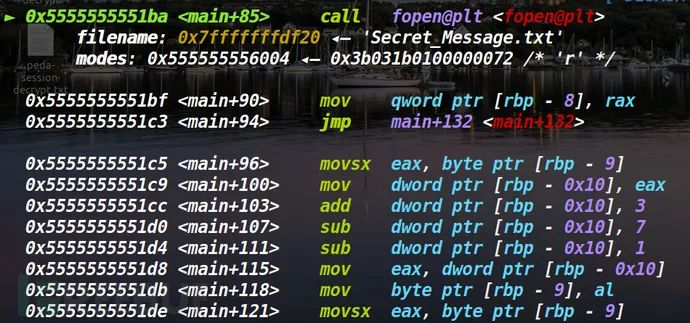 ► 0x5555555551ba <main+85> call fopen@plt <fopen@plt>
filename: 0x7fffffffdf20 ◂— 'Secret_Message.txt'
modes: 0x555555556004 ◂— 0x3b031b0100000072 /* 'r' */
0x5555555551bf <main+90> mov qword ptr [rbp - 8], rax
0x5555555551c3 <main+94> jmp main+132 <main+132>
0x5555555551c5 <main+96> movsx eax, byte ptr [rbp - 9]
0x5555555551c9 <main+100> mov dword ptr [rbp - 0x10], eax
0x5555555551cc <main+103> add dword ptr [rbp - 0x10], 3
0x5555555551d0 <main+107> sub dword ptr [rbp - 0x10], 7
0x5555555551d4 <main+111> sub dword ptr [rbp - 0x10], 1
0x5555555551d8 <main+115> mov eax, dword ptr [rbp - 0x10]
0x5555555551db <main+118> mov byte ptr [rbp - 9], al
0x5555555551de <main+121> movsx eax, byte ptr [rbp - 9]
peda-
session-
decrypt.txt